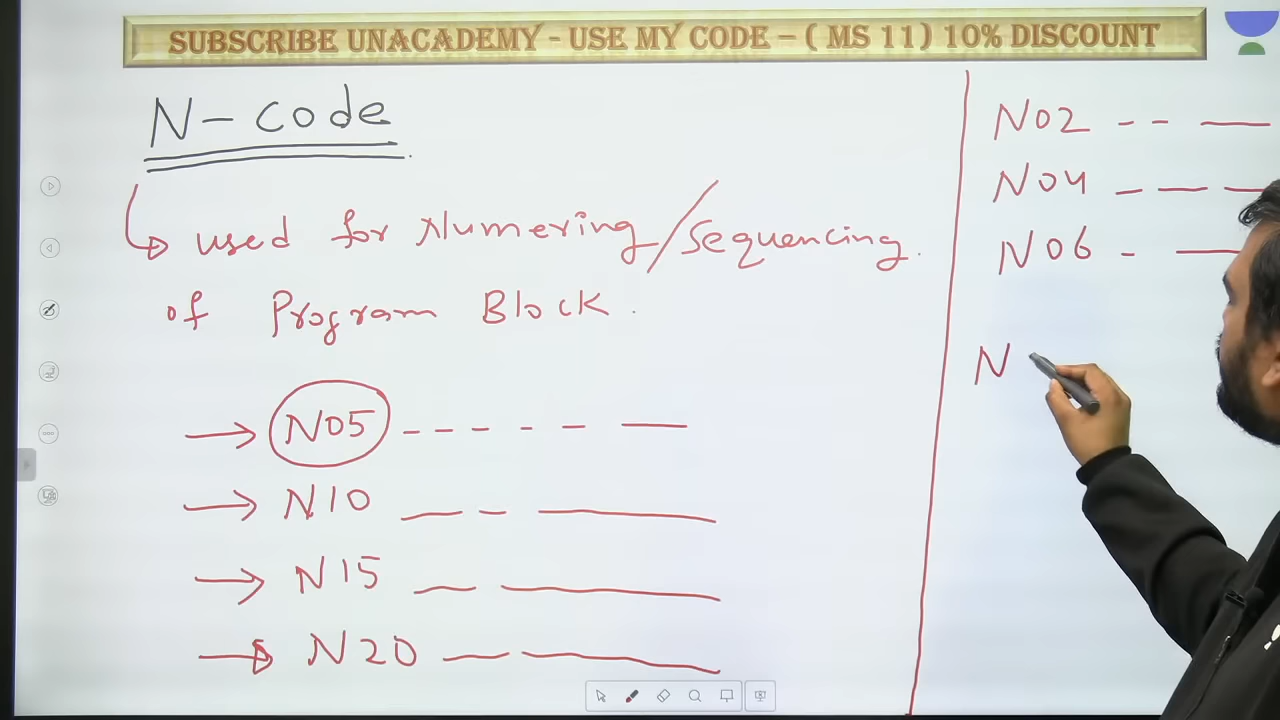 SUBSCRIBE UNACADEMY - USE MY CODE - ( MS 11) 10% DISCOUNT
N-code
used for Numering/Sequencing
of Program Block.
N05
N10
N15
N20
N02
N04
N06
N